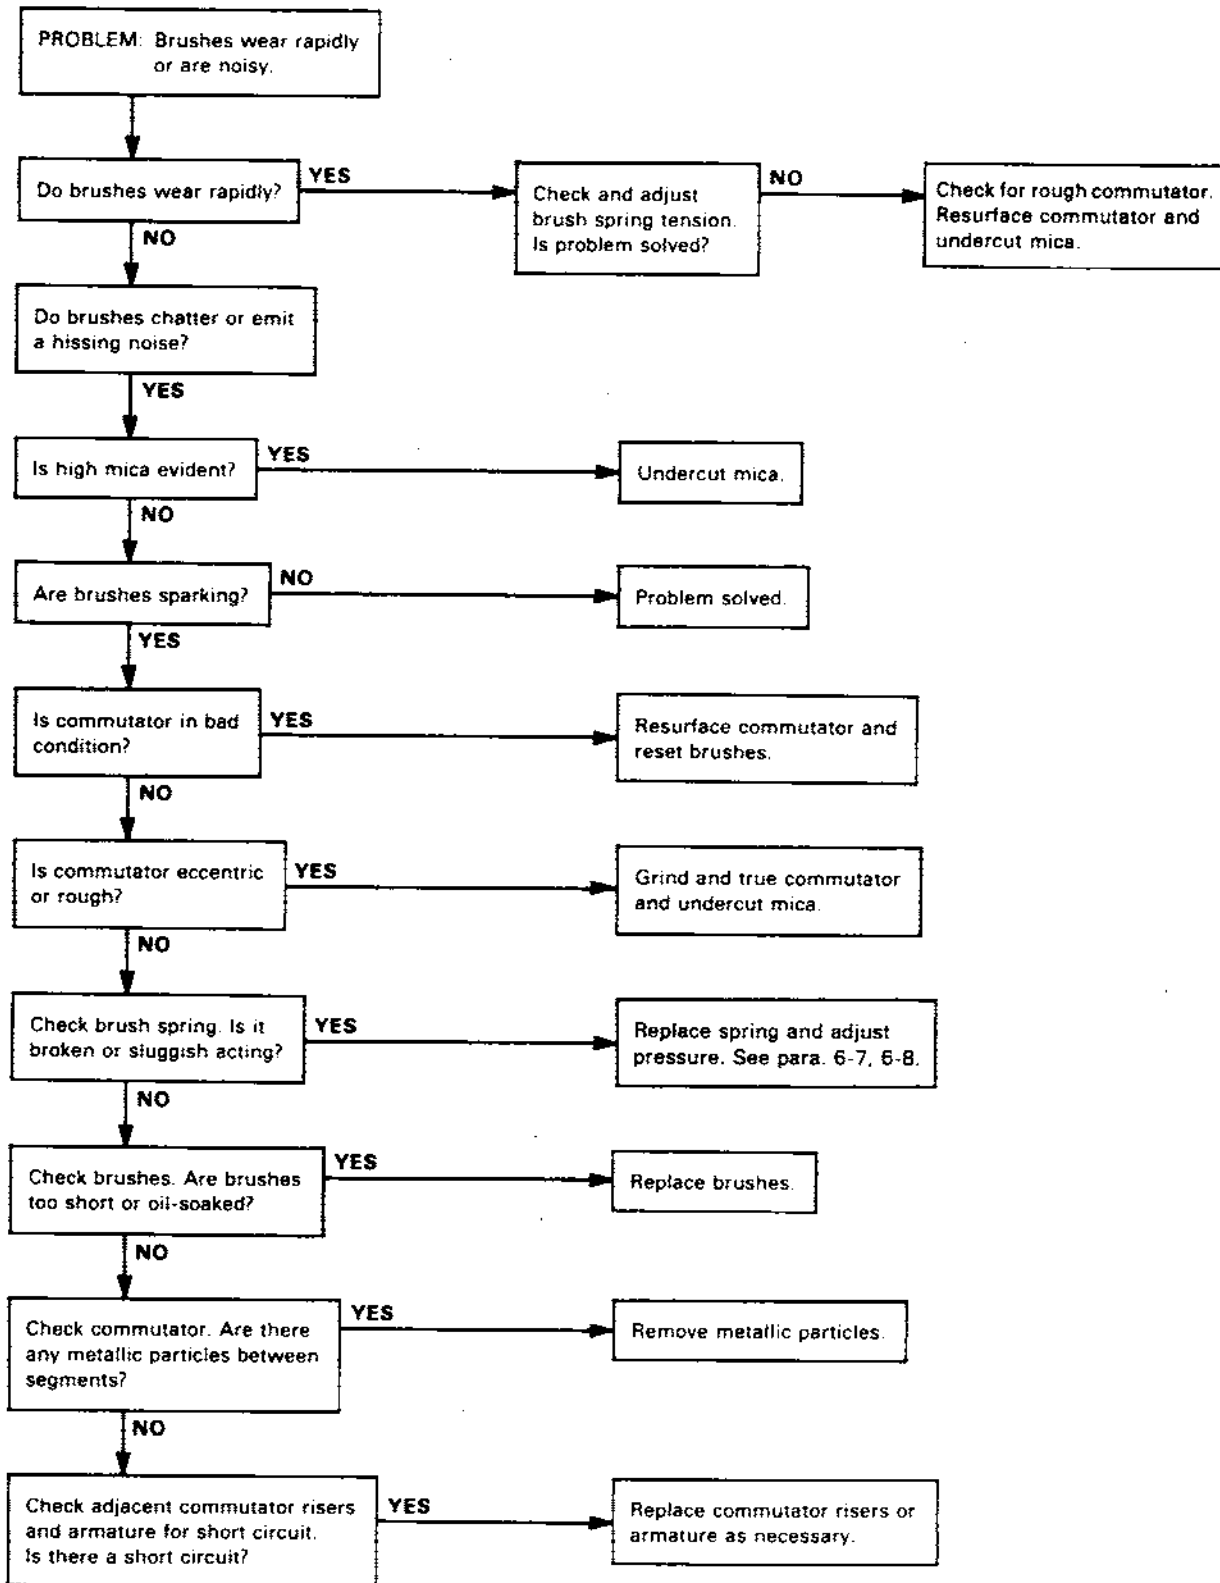 PROBLEM: Brushes wear rapidly
or are noisy.
Do brushes wear rapidly?
YES
Check and adjust
brush spring tension.
Is problem solved?
NO
Check for rough commutator.
Resurface commutator and
undercut mica.
NO
Do brushes chatter or emit
a hissing noise?
YES
Is high mica evident?
YES
Undercut mica.
NO
Are brushes sparking?
NO
Problem solved.
YES
Is commutator in bad
condition?
YES
Resurface commutator and
reset brushes.
NO
Is commutator eccentric
or rough?
YES
Grind and true commutator
and undercut mica.
NO
Check brush spring. Is it
broken or sluggish acting?
YES
Replace spring and adjust
pressure. See para. 6-7, 6-8.
NO
Check brushes. Are brushes
too short or oil-soaked?
YES
Replace brushes.
NO
Check commutator. Are there
any metallic particles between
segments?
YES
Remove metallic particles.
NO
Check adjacent commutator risers
and armature for short circuit.
Is there a short circuit?
YES
Replace commutator risers or
armature as necessary.